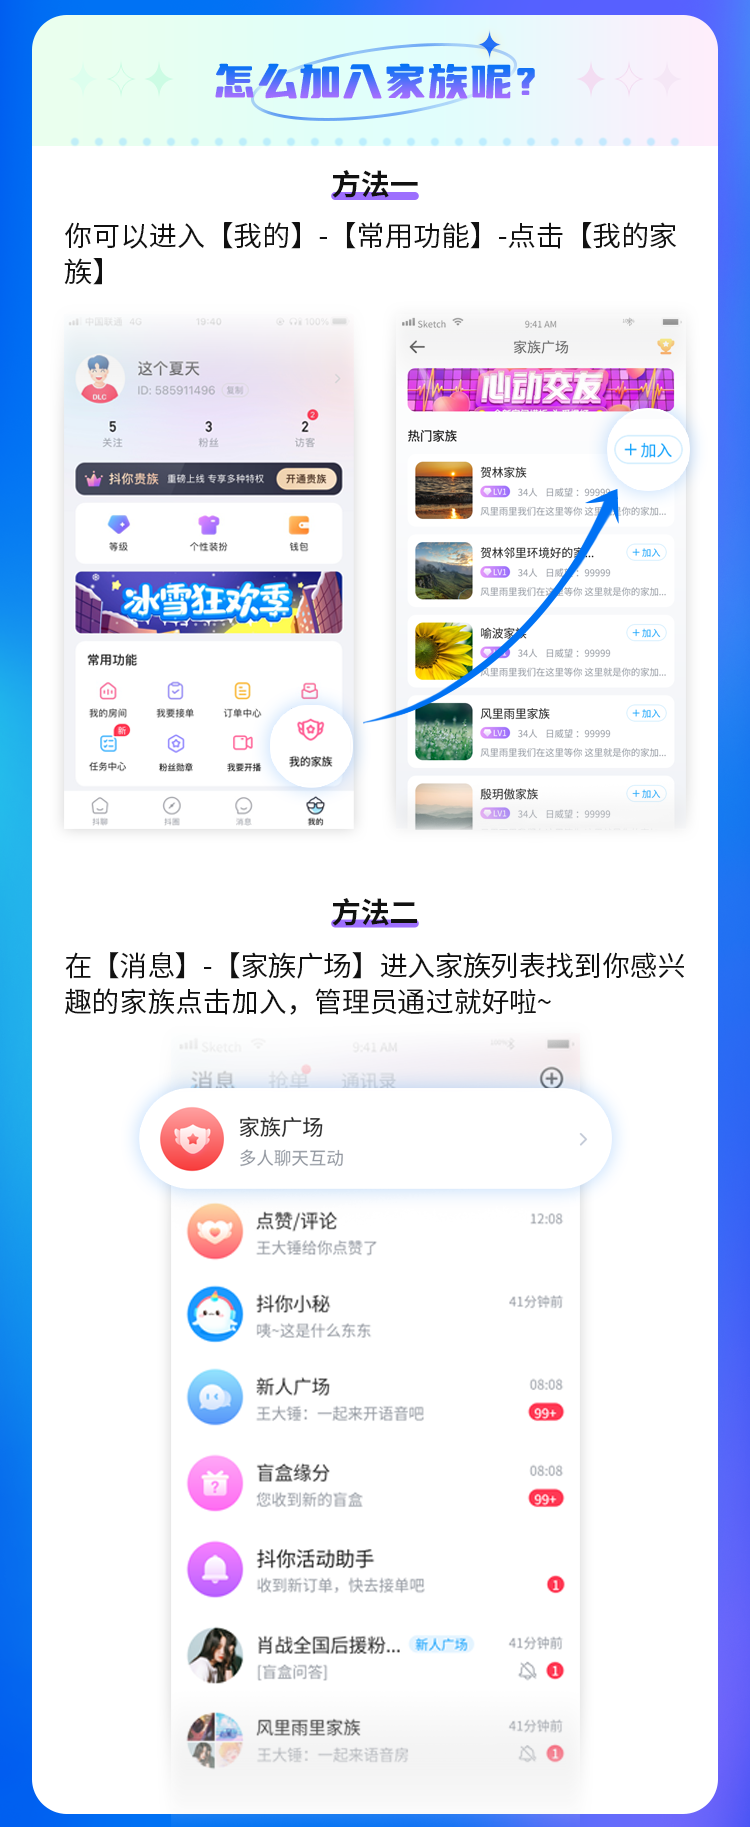 怎么加入家族呢?
方法一
你可以进入【我的】-【常用功能】-点击【我的家
族】
中国联通 4G 19:40 100%
这个夏天
ID: 585911496 复制
DLC
5 3 2 2
关注 粉丝 访客
抖你贵族 重磅上线 专享多种特权 开通贵族
等级 个性装扮 钱包
冰雪狂欢季
常用功能
我的房间 我要接单 订单中心
新
任务中心 粉丝勋章 我要开播 我的家族
抖聊 抖圈 消息 我的
Sketch 9:41 AM
家族广场
心动交友
热门家族
+加入
贺林家族
LV1 34人 日威望：99999
风里雨里我们在这里等你 这里就是你的家加...
贺林邻里环境好的家... +加入
LV1 34人 日威望：99999
风里雨里我们在这里等你 这里就是你的家加...
喻波家族 +加入
34人 日威望：99999
风里雨里我们在这里等你 这里就是你的家加...
风里雨里家族 +加入
LV1 34人 日威望：99999
风里雨里我们在这里等你 这里就是你的家加...
殷玥傲家族 +加入
LV1 34人 日威望：99999
方法二
在【消息】-【家族广场】进入家族列表找到你感兴
趣的家族点击加入，管理员通过就好啦~
Sketch 9:41 AM
消息 抢单 通讯录
家族广场
多人聊天互动
点赞/评论 12:08
王大锤给你点赞了
抖你小秘 41分钟前
咦~这是什么东东
新人广场 08:08
王大锤：一起来开语音吧 99+
盲盒缘分 08:08
您收到新的盲盒 99+
抖你活动助手
收到新订单，快去接单吧 1
肖战全国后援粉... 新人广场 41分钟前
[盲盒问答] 1
风里雨里家族 41分钟前
王大锤：一起来语音房 1